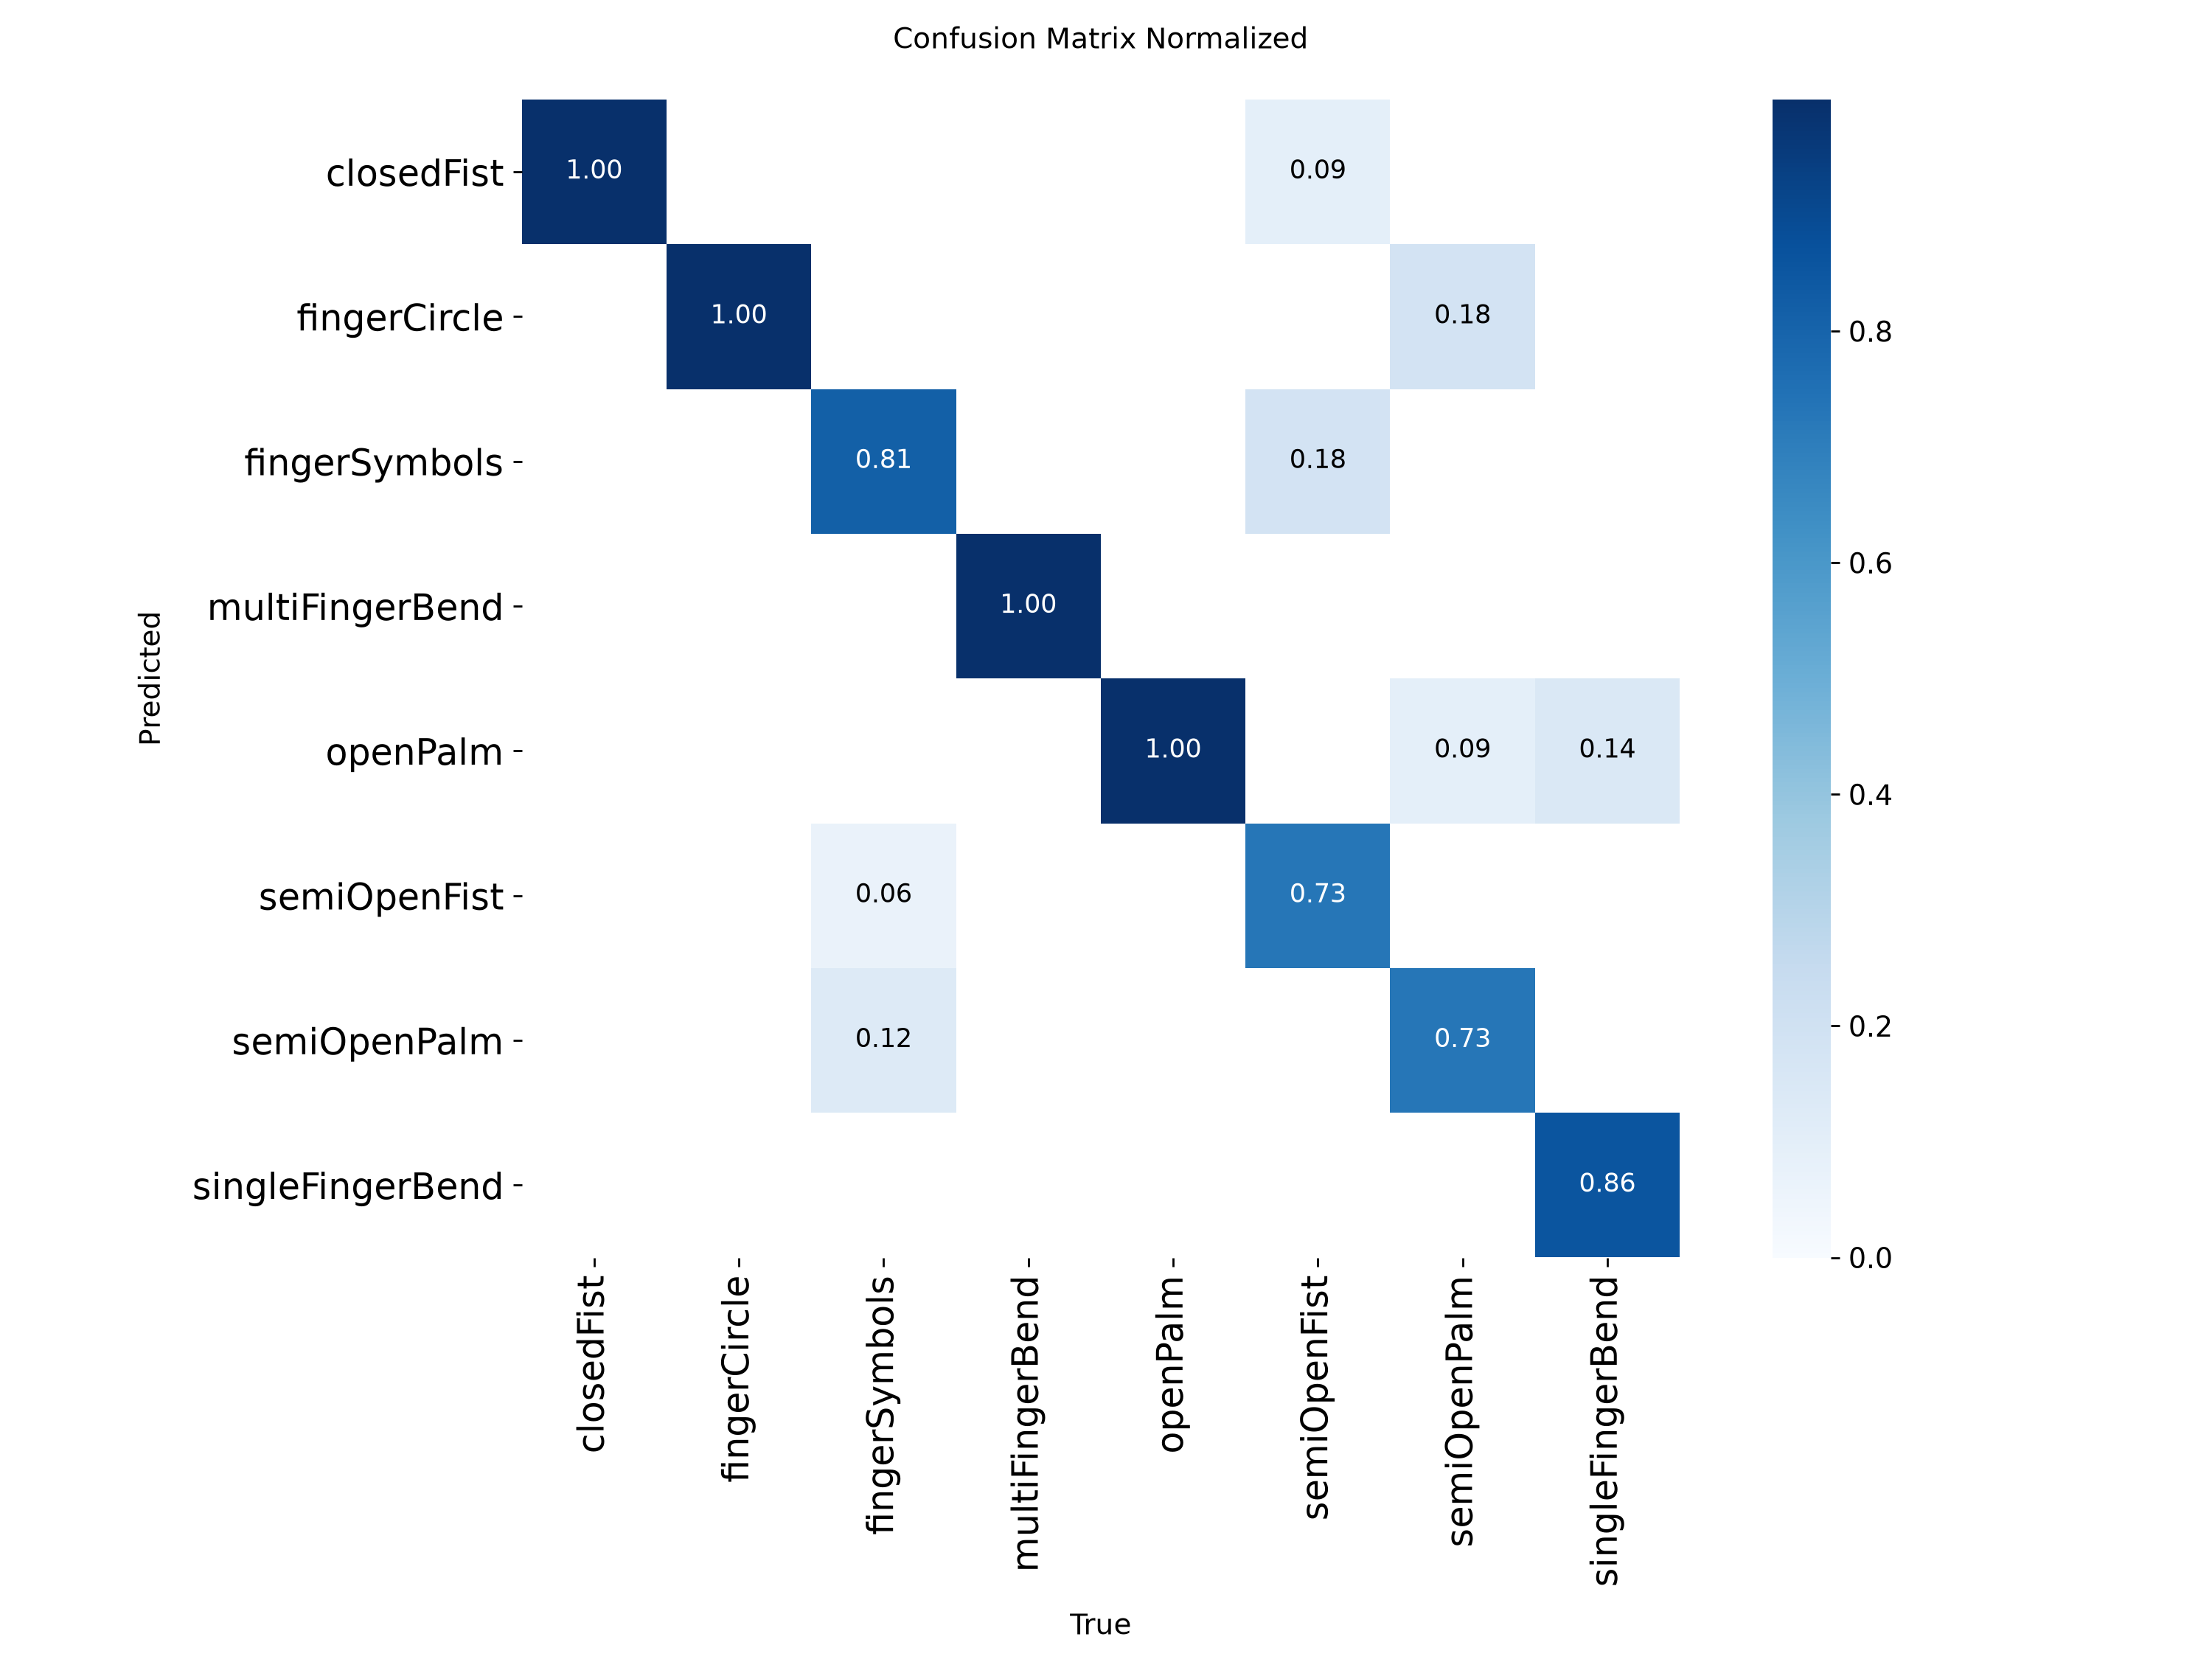 Confusion Matrix Normalized
closedFist
1.00
0.09
fingerCircle
1.00
0.18
0.8
fingerSymbols
0.81
0.18
0.6
multiFingerBend
1.00
Predicted
openPalm
1.00
0.09
0.14
0.4
semiOpenFist
0.06
0.73
semiOpenPalm
0.12
0.73
0.2
singleFingerBend
0.86
0.0
closedFist
fingerCircle
fingerSymbols
multiFingerBend
openPalm
semiOpenFist
semiOpenPalm
singleFingerBend
True